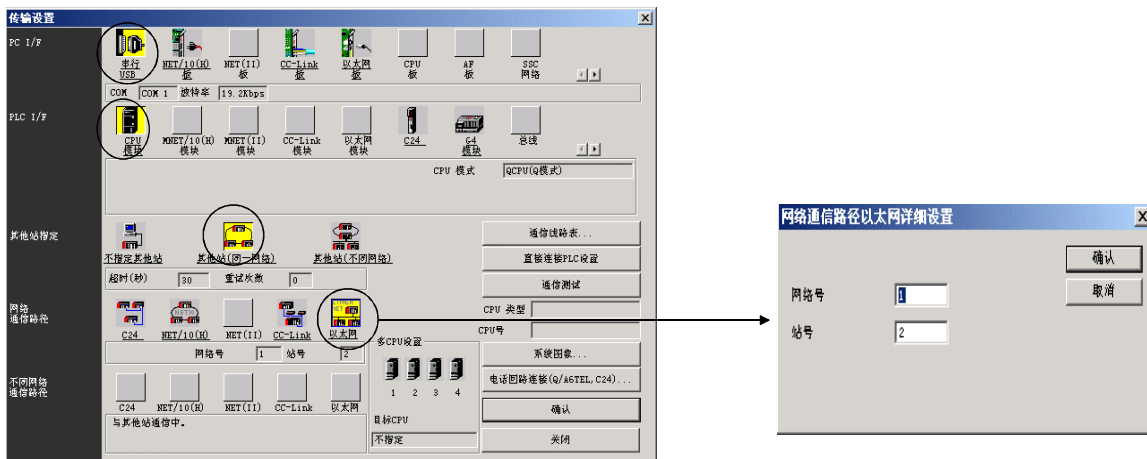 传输设置
PC I/F
串行 USB
NET/10(H) 板
NET(II) 板
CC-Link 板
以太网 板
CPU 板
AF 板
SSC 网络
COM COM 1 波特率 19.2Kbps
PLC I/F
CPU 模块
MNET/10(H) 模块
MNET(II) 模块
CC-Link 模块
以太网 模块
C24
G4 模块
总线
CPU 模式 QCPU(Q模式)
其他站指定
不指定其他站
其他站(同一网络)
其他站(不同网络)
超时(秒) 30 重试次数 0
网络 通信路径
C24
NET/10(H)
NET(II)
CC-Link
以太网
网络号 1 站号 2
不同网络 通信路径
C24
NET/10(H)
NET(II)
CC-Link
以太网
与其他站通信中。
通信线路表...
直接连接PLC设置
通信测试
CPU 类型
CPU号
多CPU设置
1 2 3 4
目标CPU
不指定
系统图象...
电话回路连接(Q/A6TEL,C24)...
确认
关闭
网络通信路径以太网详细设置
网络号 1
站号 2
确认
取消